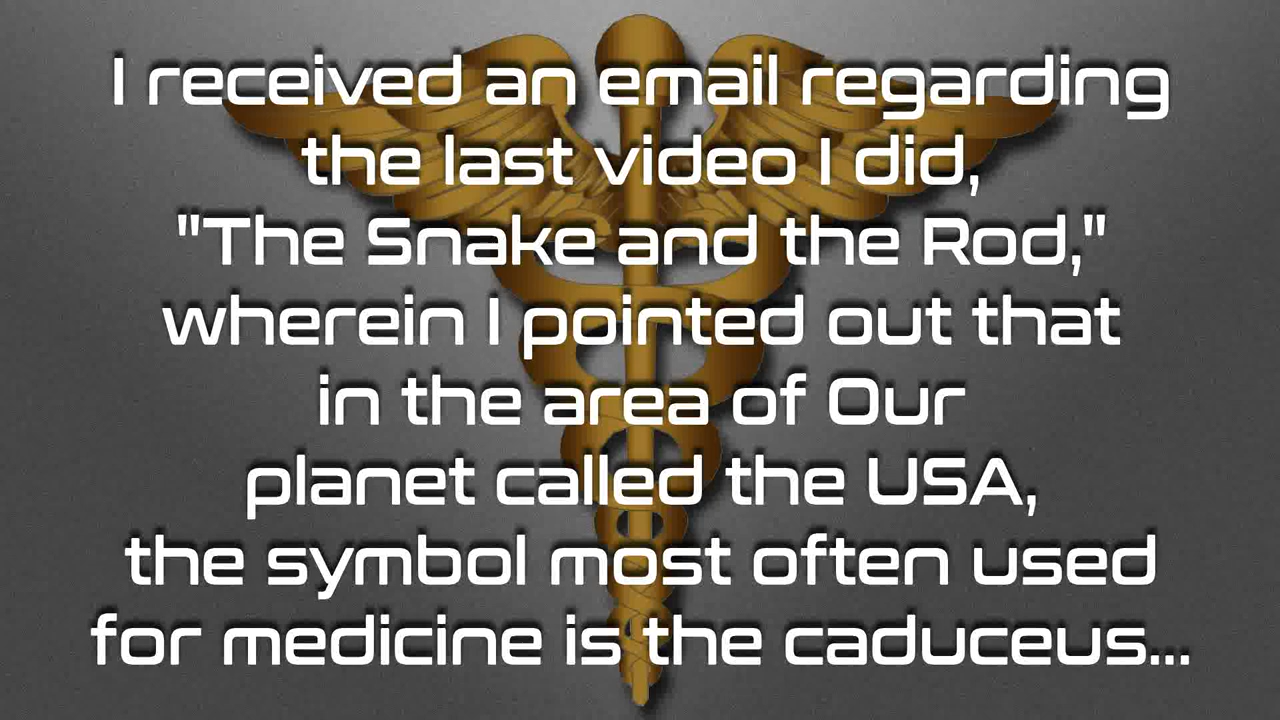 I received an email regarding
the last video I did,
"The Snake and the Rod,"
wherein I pointed out that
in the area of Our
planet called the USA,
the symbol most often used
for medicine is the caduceus...